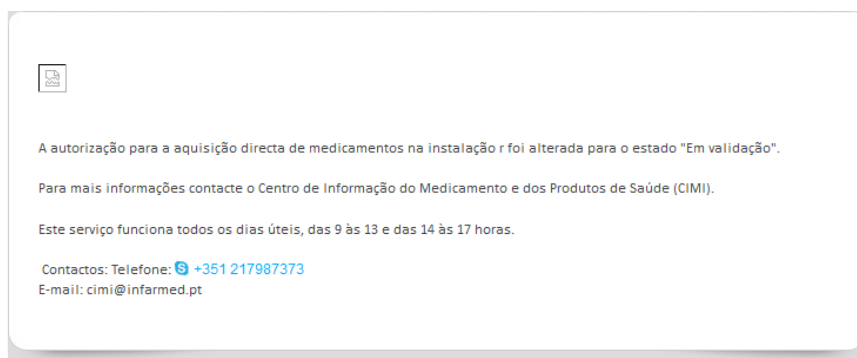 A autorização para a aquisição directa de medicamentos na instalação r foi alterada para o estado "Em validação".
Para mais informações contacte o Centro de Informação do Medicamento e dos Produtos de Saúde (CIMI).
Este serviço funciona todos os dias úteis, das 9 às 13 e das 14 às 17 horas.
Contactos: Telefone: +351 217987373
E-mail: cimi@infarmed.pt